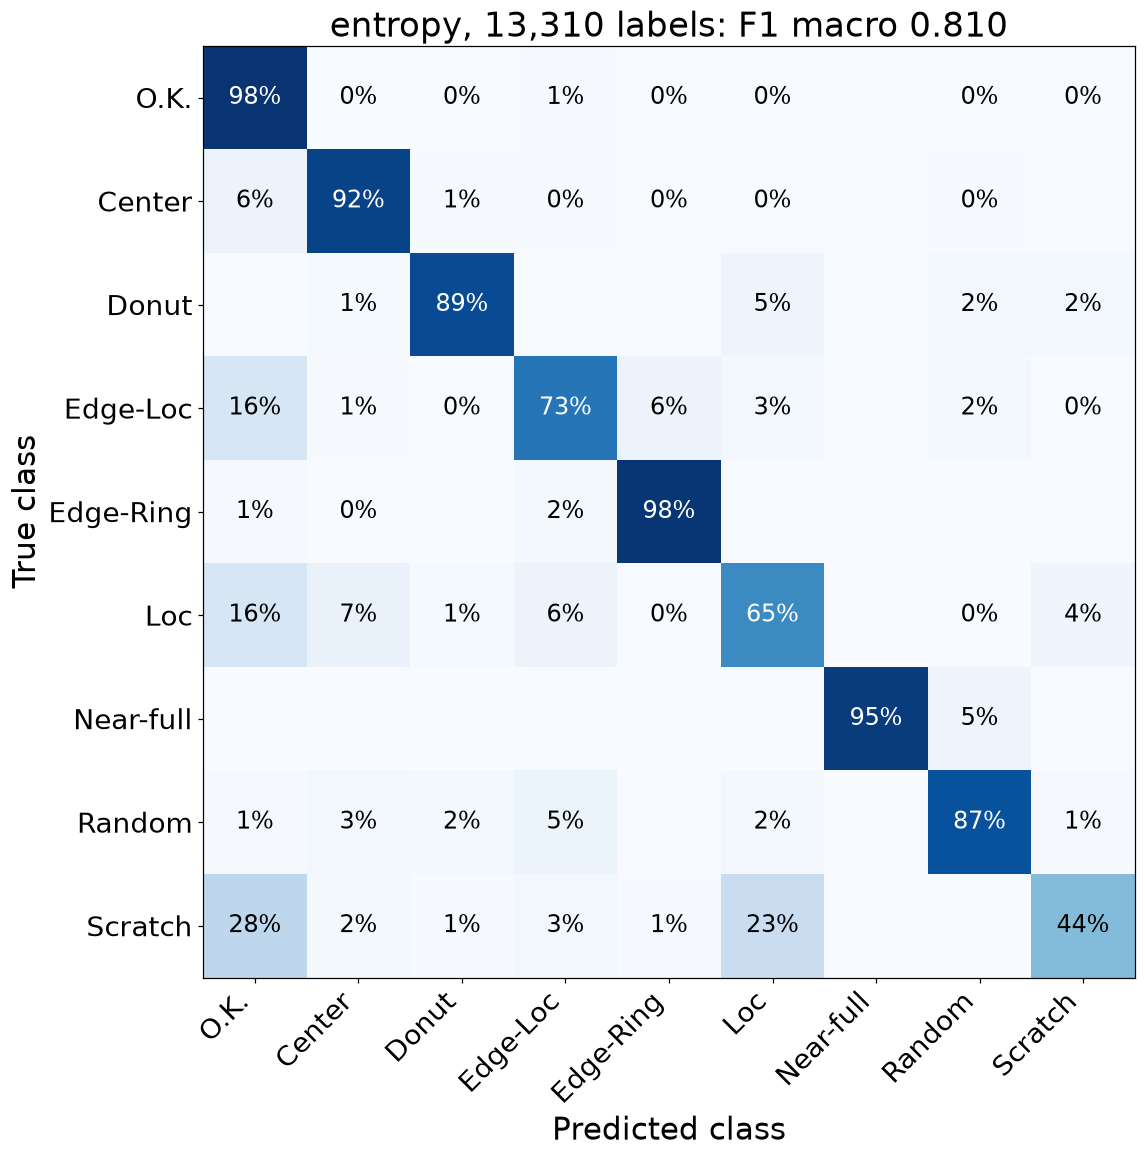 entropy, 13,310 labels: F1 macro 0.810
True class
O.K. 98% 0% 0% 1% 0% 0% 0% 0%
Center 6% 92% 1% 0% 0% 0% 0%
Donut 1% 89% 5% 2% 2%
Edge-Loc 16% 1% 0% 73% 6% 3% 2% 0%
Edge-Ring 1% 0% 2% 98%
Loc 16% 7% 1% 6% 0% 65% 0% 4%
Near-full 95% 5%
Random 1% 3% 2% 5% 2% 87% 1%
Scratch 28% 2% 1% 3% 1% 23% 44%
O.K. Center Donut Edge-Loc Edge-Ring Loc Near-full Random Scratch
Predicted class